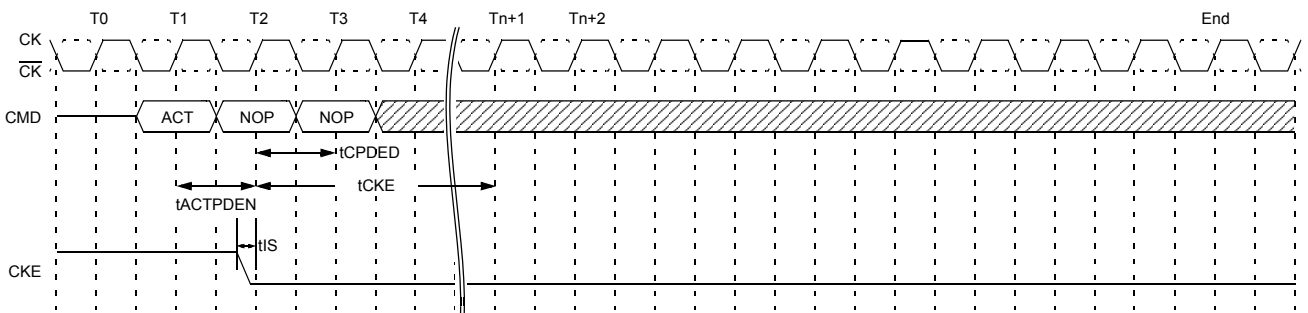 T0 T1 T2 T3 T4 Tn+1 Tn+2 End
CK
CK
CMD ACT NOP NOP
tCPDED
tCKE
tACTPDEN
tIS
CKE